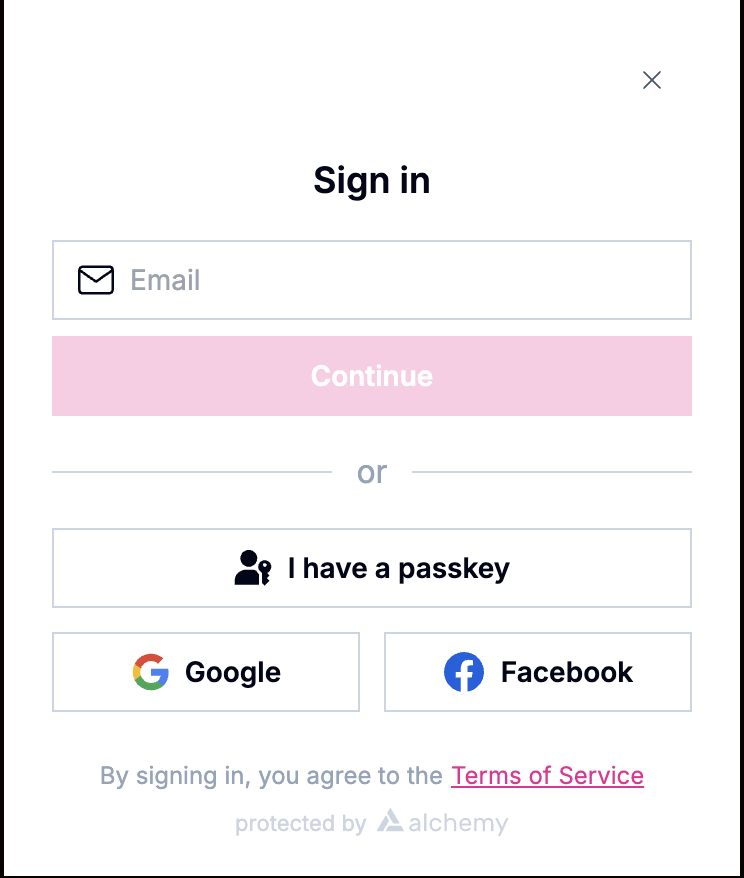 Sign in
Email
Continue
or
I have a passkey
Google
Facebook
By signing in, you agree to the Terms of Service
protected by alchemy